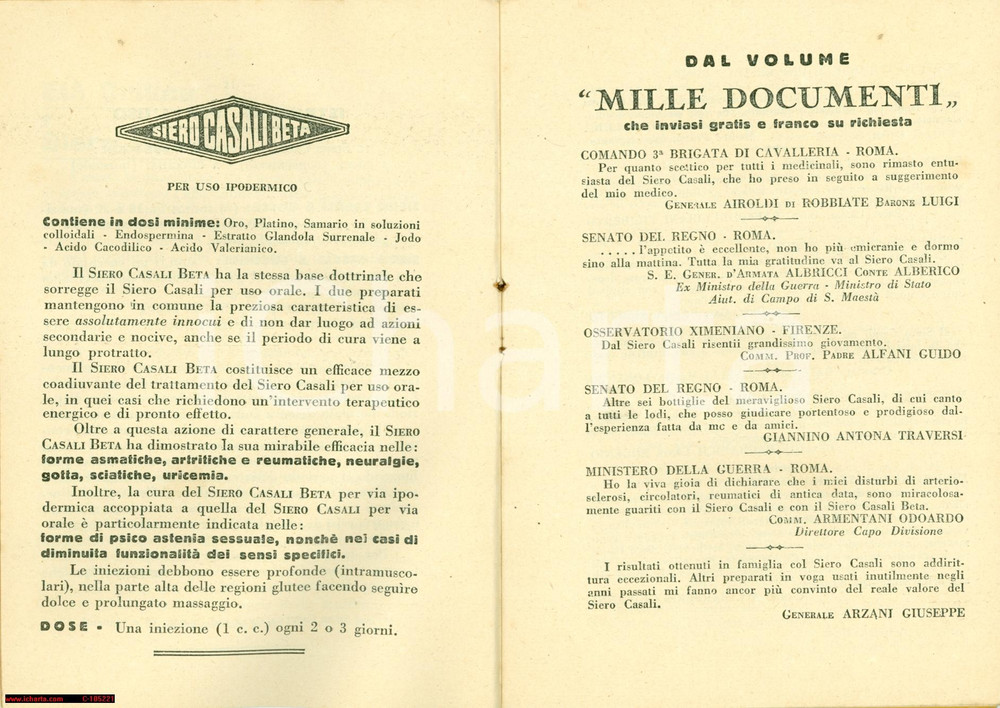 SIERO CASALI BETA
PER USO IPODERMICO
Contiene in dosi minime: Oro, Platino, Samario in soluzioni
colloidali - Endospermina - Estratto Glandola Surrenale - Jodo
- Acido Cacodilico - Acido Valerianico.
Il SIERO CASALI BETA ha la stessa base dottrinale che
sorregge il Siero Casali per uso orale. I due preparati
mantengono in comune la preziosa caratteristica di es-
sere assolutamente innocui e di non dar luogo ad azioni
secondarie e nocive, anche se il periodo di cura viene a
lungo protratto.
Il SIERO CASALI BETA costituisce un efficace mezzo
coadiuvante del trattamento del Siero Casali per uso ora-
le, in quei casi che richiedono un'intervento terapeutico
energico e di pronto effetto.
Oltre a questa azione di carattere generale, il SIERO
CASALI BETA ha dimostrato la sua mirabile efficacia nelle:
forme asmatiche, artritiche e reumatiche, neuralgie,
gotta, sciatiche, uricemia.
Inoltre, la cura del SIERO CASALI BETA per via ipo-
dermica accoppiata a quella del SIERO CASALI per via
orale è particolarmente indicata nelle:
forme di psico astenia sessuale, nonchè nei casi di
diminuita funzionalità dei sensi specifici.
Le iniezioni debbono essere profonde (intramusco-
lari), nella parte alta delle regioni glutee facendo seguire
dolce e prolungato massaggio.
DOSE - Una iniezione (1 c. c.) ogni 2 o 3 giorni.
DAL VOLUME
“MILLE DOCUMENTI„
che inviasi gratis e franco su richiesta
COMANDO 3ª BRIGATA DI CAVALLERIA - ROMA.
Per quanto scettico per tutti i medicinali, sono rimasto entu-
siasta del Siero Casali, che ho preso in seguito a suggerimento
del mio medico.
GENERALE AIROLDI DI ROBBIATE BARONE LUIGI
SENATO DEL REGNO - ROMA.
.....l'appetito è eccellente, non ho più emicranie e dormo
sino alla mattina. Tutta la mia gratitudine va al Siero Casali.
S. E. GENER. D'ARMATA ALBRICCI CONTE ALBERICO
Ex Ministro della Guerra - Ministro di Stato
Aiut. di Campo di S. Maestà
OSSERVATORIO XIMENIANO - FIRENZE.
Dal Siero Casali risentii grandissimo giovamento.
COMM. PROF. PADRE ALFANI GUIDO
SENATO DEL REGNO - ROMA.
Altre sei bottiglie del meraviglioso Siero Casali, di cui canto
a tutti le lodi, che posso giudicare portentoso e prodigioso dal-
l'esperienza fatta da me e da amici.
GIANNINO ANTONA TRAVERSI
MINISTERO DELLA GUERRA - ROMA.
Ho la viva gioia di dichiarare che i miei disturbi di arterio-
sclerosi, circolatori, reumatici di antica data, sono miracolosa-
mente guariti con il Siero Casali e con il Siero Casali Beta.
COMM. ARMENTANI ODOARDO
Direttore Capo Divisione
I risultati ottenuti in famiglia col Siero Casali sono addirit-
tura eccezionali. Altri preparati in voga usati inutilmente negli
anni passati mi fanno ancor più convinto del reale valore del
Siero Casali.
GENERALE ARZANI GIUSEPPE
icharta
www.icharta.com C-105221